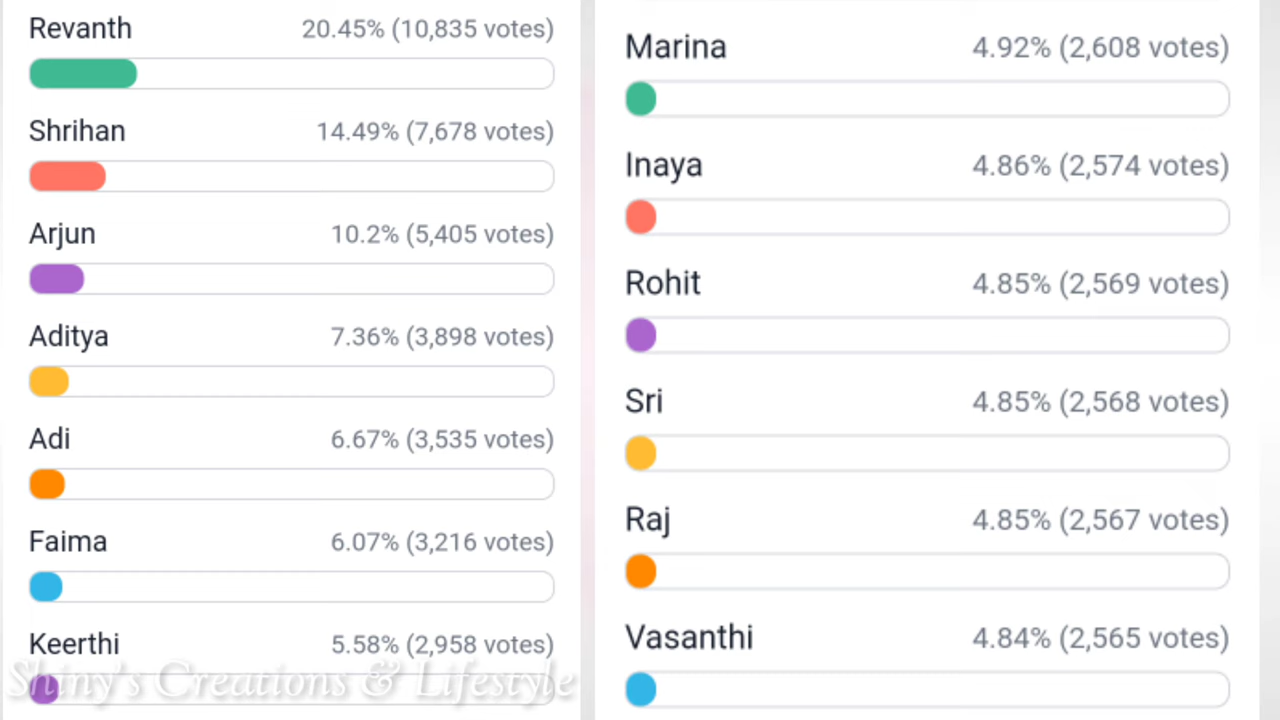 Revanth 20.45% (10,835 votes)
Shrihan 14.49% (7,678 votes)
Arjun 10.2% (5,405 votes)
Aditya 7.36% (3,898 votes)
Adi 6.67% (3,535 votes)
Faima 6.07% (3,216 votes)
Keerthi 5.58% (2,958 votes)
Shiny's Creations & Lifestyle
Marina 4.92% (2,608 votes)
Inaya 4.86% (2,574 votes)
Rohit 4.85% (2,569 votes)
Sri 4.85% (2,568 votes)
Raj 4.85% (2,567 votes)
Vasanthi 4.84% (2,565 votes)